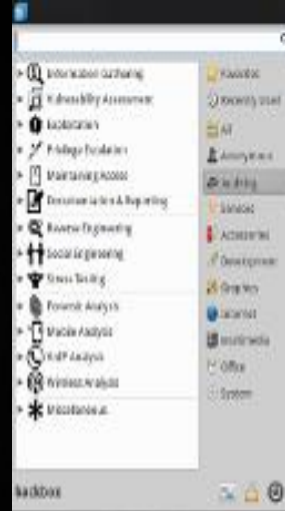 Information Gathering
Vulnerability Assessment
Exploitation
Privilege Escalation
Maintaining Access
Documentation & Reporting
Reverse Engineering
Social Engineering
Stress Testing
Forensic Analysis
Mobile Analysis
VoIP Analysis
Wireless Analysis
Miscellaneous
Favorites
Recently Used
All
Anonymous
Auditing
Services
Accessories
Development
Graphics
Internet
Multimedia
Office
System
backbox